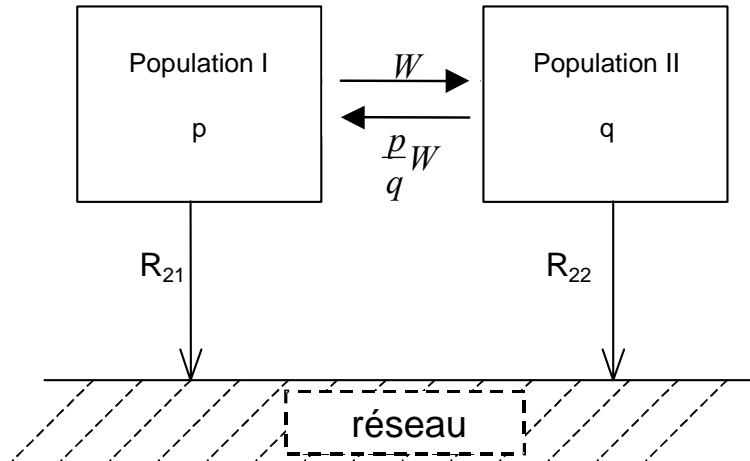 Population I
p
W
p/q W
Population II
q
R21
R22
réseau